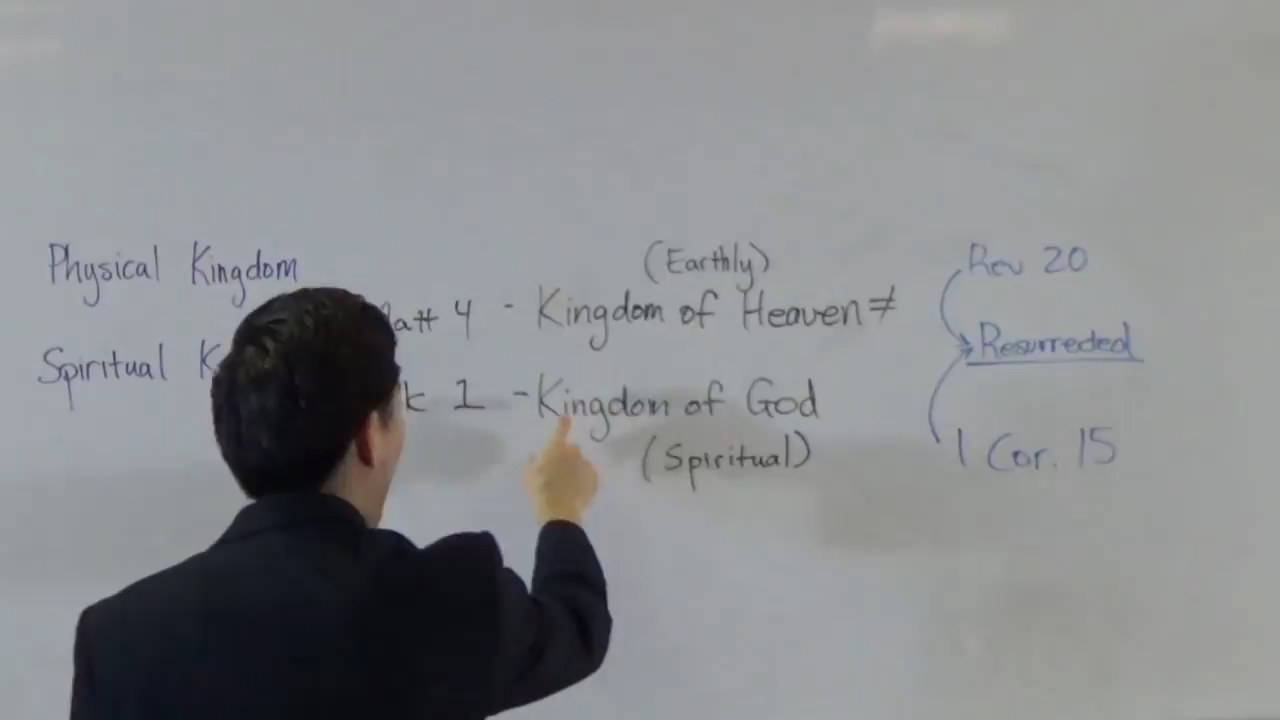 Physical Kingdom
Spiritual
(Earthly)
4 - Kingdom of Heaven ≠
1 - Kingdom of God
(Spiritual)
Rev 20
Resurrected
1 Cor. 15